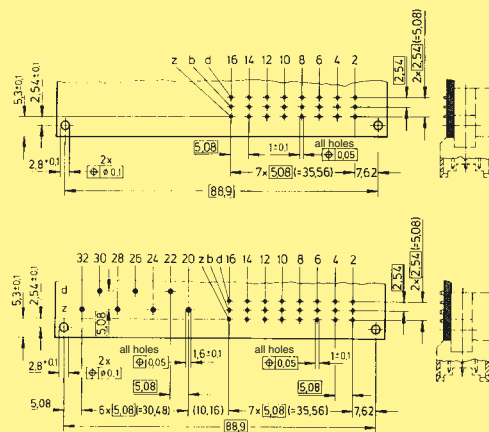 z b d 16 14 12 10 8 6 4 2
2,54
2×2,54(=5,08)
5,3±0,1
2,54±0,1
2,8+0,1
2x
⌖ ø 0,1
5,08
1±0,1
all holes
⌖ 0,05
7×5,08(=35,56)
7,62
88,9
32 30 28 26 24 22 20 z b d 16 14 12 10 8 6 4 2
d
z
2,54
2×2,54(=5,08)
5,3±0,1
2,54±0,1
5,08
2,8+0,1
2x
⌖ ø0,1
all holes
⌖ 0,05
1,6±0,1
all holes
⌖ 0,05
1±0,1
5,08
5,08
5,08
6×5,08(=30,48)
(10,16)
7×5,08(=35,56)
7,62
88,9